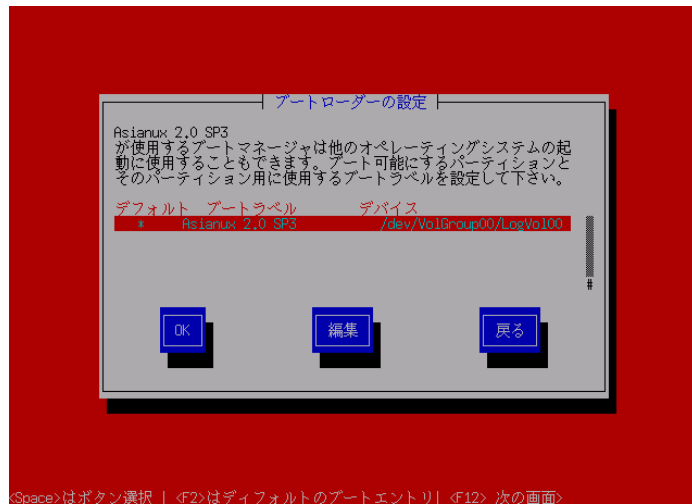 ブートローダーの設定
Asianux 2.0 SP3
が使用するブートマネージャは他のオペレーティングシステムの起
動に使用することもできます。ブート可能にするパーティションと
そのパーティション用に使用するブートラベルを設定して下さい。
デフォルト ブートラベル デバイス
* Asianux 2.0 SP3 /dev/VolGroup00/LogVol00
#
OK 編集 戻る
<Space>はボタン選択 | <F2>はディフォルトのブートエントリ| <F12> 次の画面>